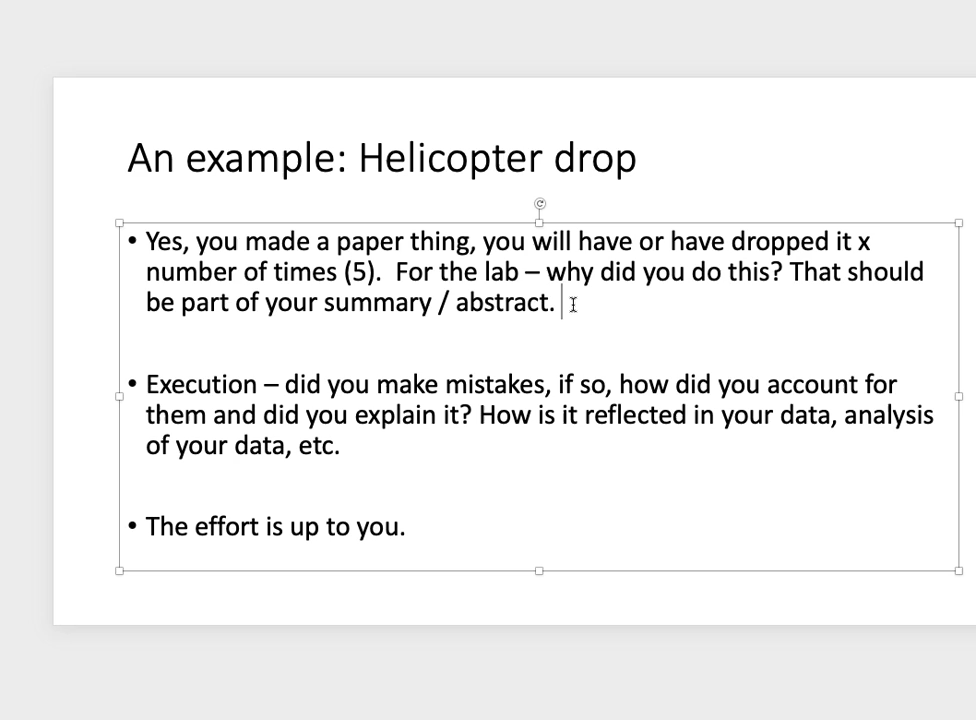 An example: Helicopter drop
• Yes, you made a paper thing, you will have or have dropped it x
number of times (5).  For the lab – why did you do this? That should
be part of your summary / abstract.
• Execution – did you make mistakes, if so, how did you account for
them and did you explain it? How is it reflected in your data, analysis
of your data, etc.
• The effort is up to you.